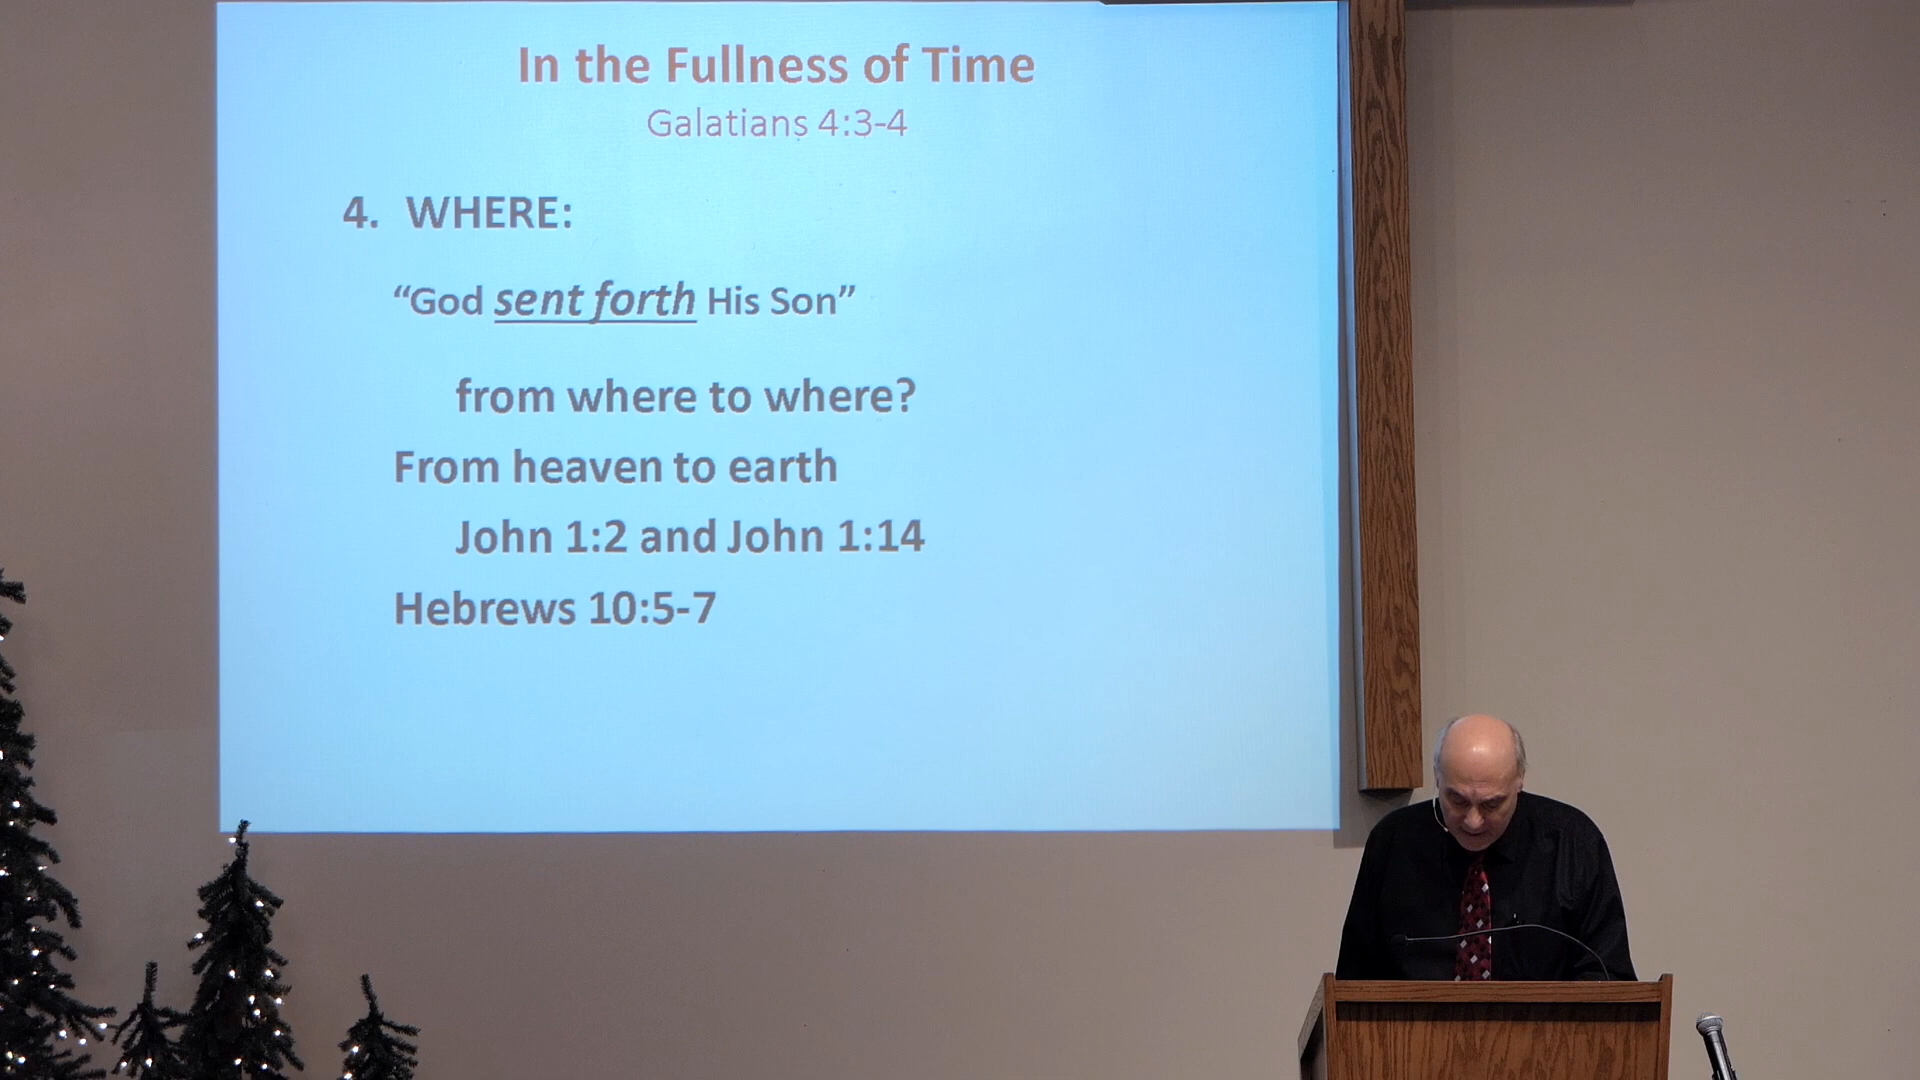 In the Fullness of Time
Galatians 4:3-4
4. WHERE:
“God sent forth His Son”
from where to where?
From heaven to earth
John 1:2 and John 1:14
Hebrews 10:5-7